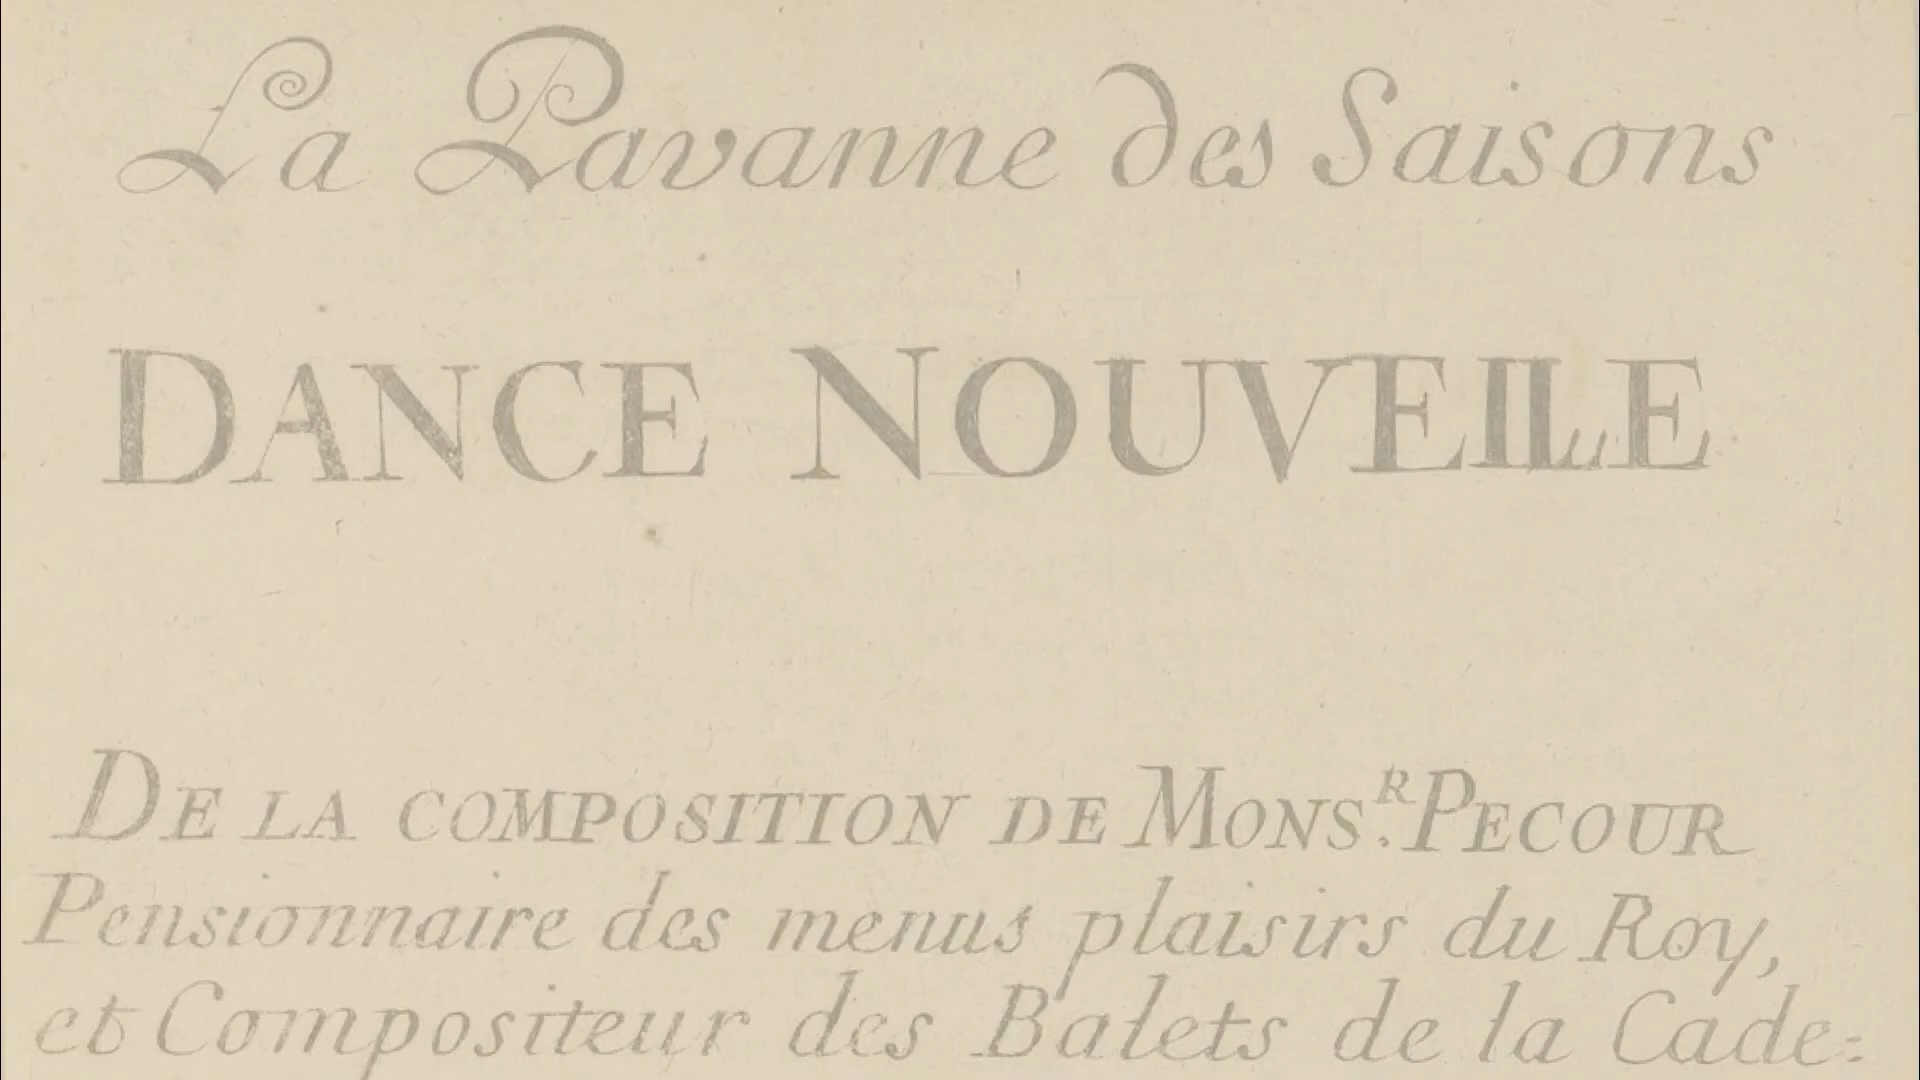 La Pavanne des Saisons
DANCE NOUVELLE
DE LA COMPOSITION DE MONS.R PECOUR
Pensionnaire des menus plaisirs du Roy,
et Compositeur des Balets de la Cade=